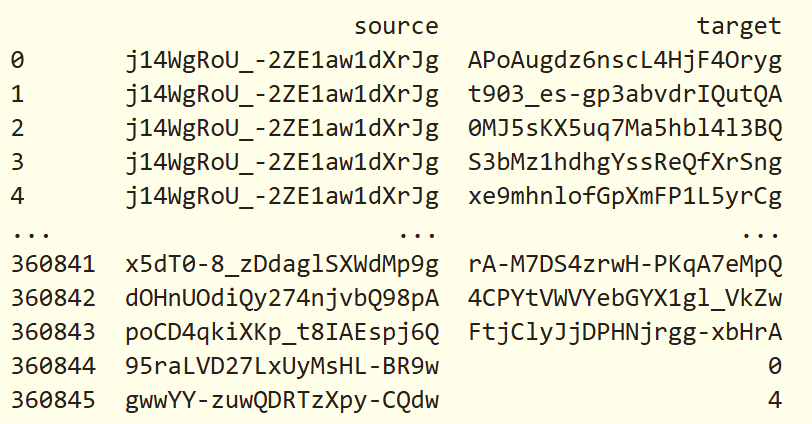 source target
0 j14WgRoU_-2ZE1aw1dXrJg APoAugdz6nscL4HjF4Oryg
1 j14WgRoU_-2ZE1aw1dXrJg t903_es-gp3abvdrIQutQA
2 j14WgRoU_-2ZE1aw1dXrJg 0MJ5sKX5uq7Ma5hbl4l3BQ
3 j14WgRoU_-2ZE1aw1dXrJg S3bMz1hdhgYssReQfXrSng
4 j14WgRoU_-2ZE1aw1dXrJg xe9mhnlofGpXmFP1L5yrCg
... ... ...
360841 x5dT0-8_zDdaglSXWdMp9g rA-M7DS4zrwH-PKqA7eMpQ
360842 dOHnUOdiQy274njvbQ98pA 4CPYtVWVYebGYX1gl_VkZw
360843 poCD4qkiXKp_t8IAEspj6Q FtjClyJjDPHNjrgg-xbHrA
360844 95raLVD27LxUyMsHL-BR9w 0
360845 gwwYY-zuwQDRTzXpy-CQdw 4